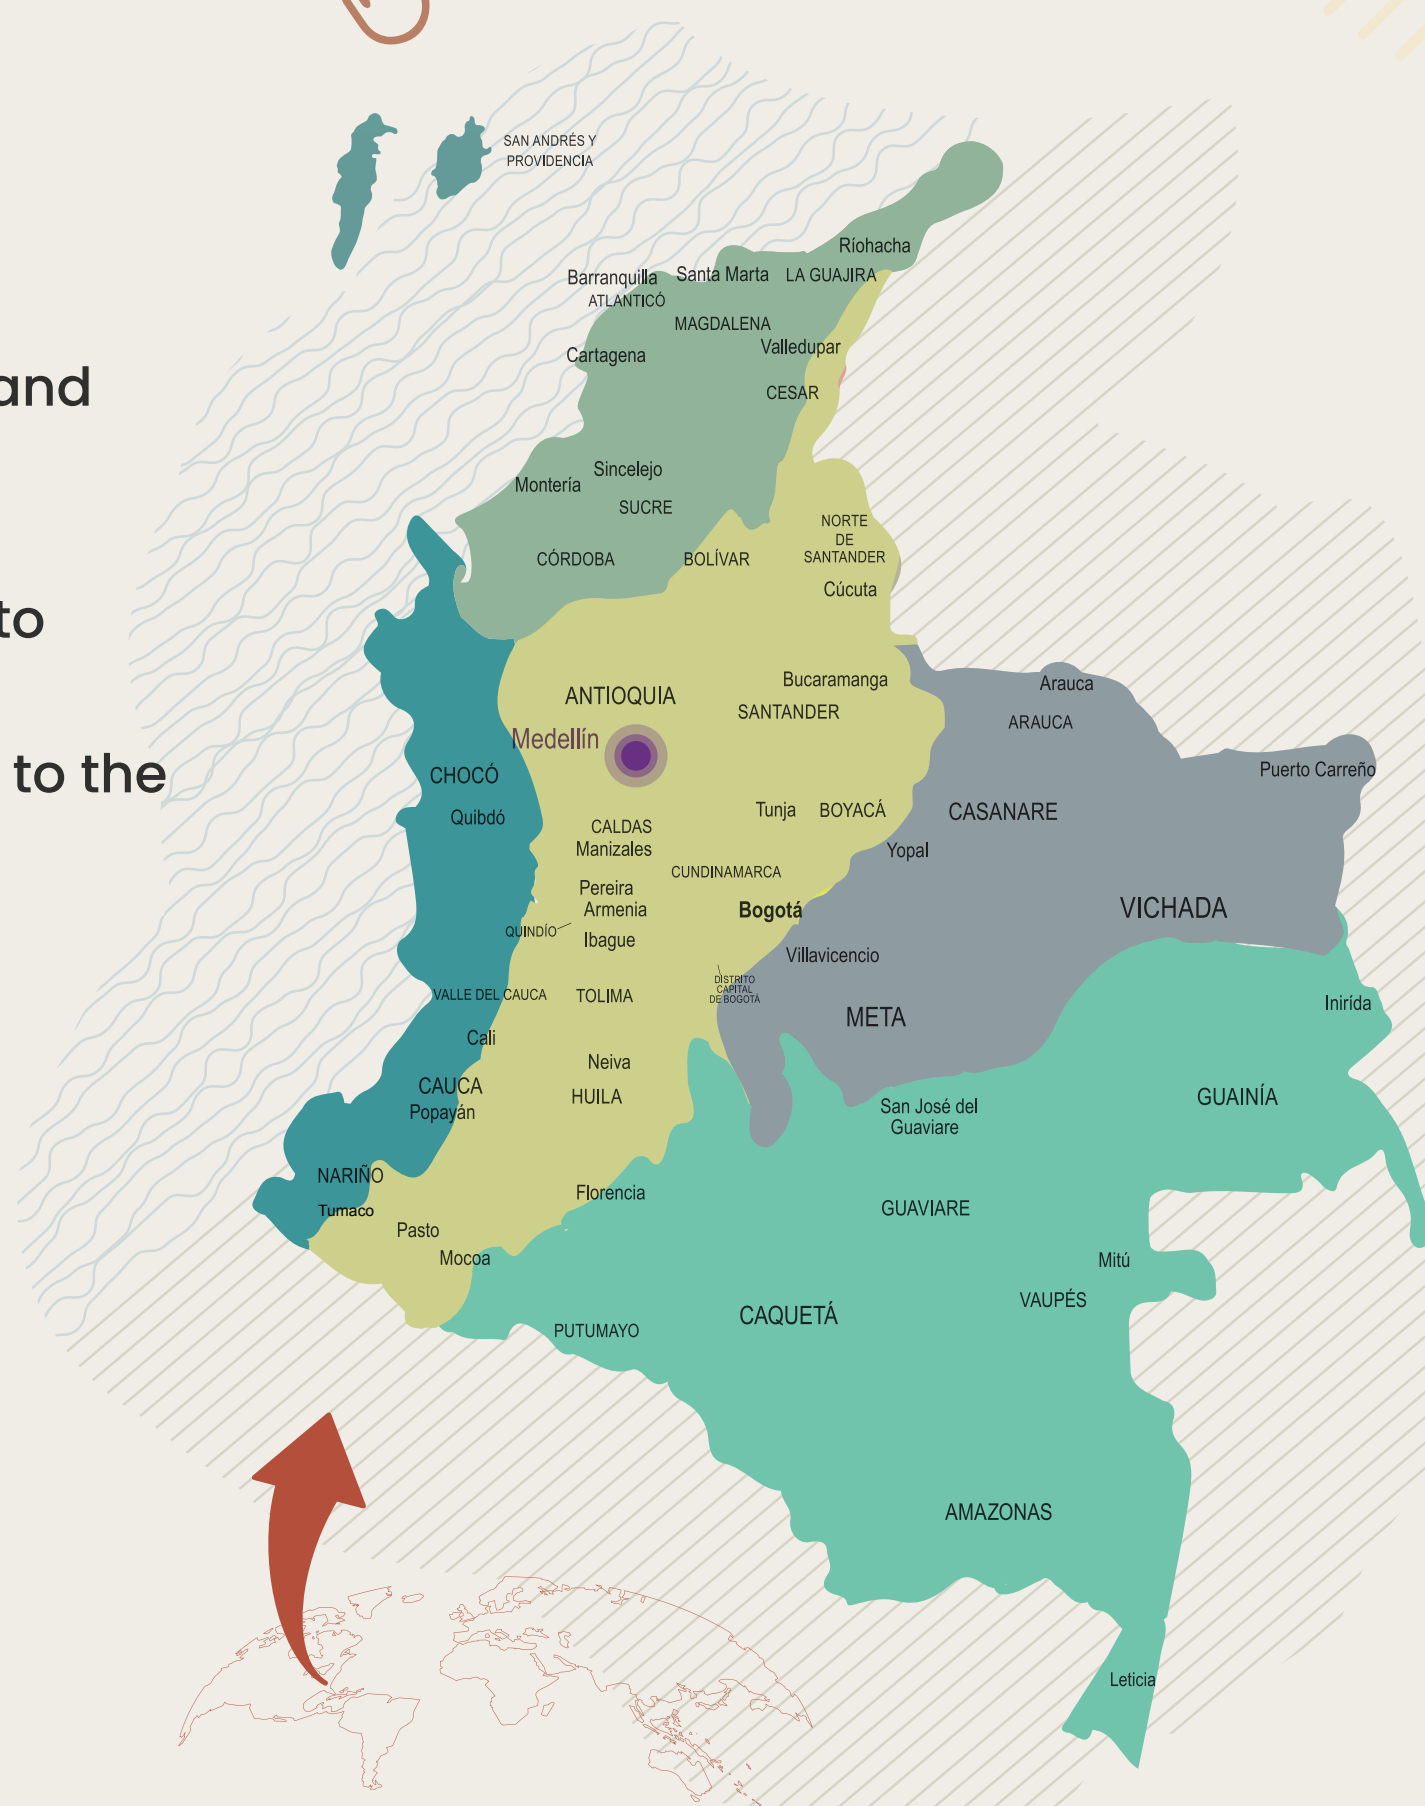 SAN ANDRÉS Y
PROVIDENCIA
Ríohacha
Barranquilla
Santa Marta
LA GUAJIRA
ATLANTICÓ
MAGDALENA
Valledupar
Cartagena
and
CESAR
Sincelejo
Montería
SUCRE
NORTE
DE
SANTANDER
CÓRDOBA
BOLÍVAR
Cúcuta
to
Bucaramanga
Arauca
ANTIOQUIA
SANTANDER
ARAUCA
Medellín
to the
CHOCÓ
Puerto Carreño
Quibdó
Tunja
BOYACÁ
CASANARE
CALDAS
Manizales
Yopal
CUNDINAMARCA
Pereira
Armenia
Bogotá
VICHADA
QUINDÍO
Ibague
Villavicencio
DISTRITO
CAPITAL
DE BOGOTÁ
VALLE DEL CAUCA
TOLIMA
Inirída
META
Cali
Neiva
CAUCA
HUILA
GUAINÍA
Popayán
San José del
Guaviare
NARIÑO
Florencia
Tumaco
GUAVIARE
Pasto
Mocoa
Mitú
VAUPÉS
CAQUETÁ
PUTUMAYO
AMAZONAS
Leticia